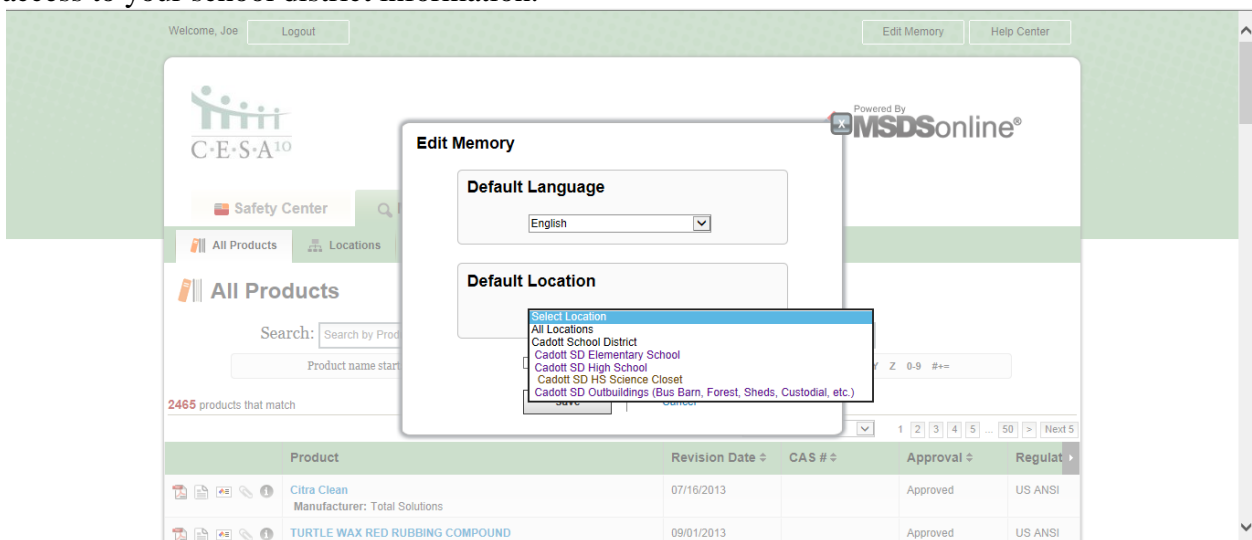 access to your school district information.
Welcome, Joe Logout Edit Memory Help Center
C·E·S·A 10
Powered By
MSDSonline®
X
Edit Memory
Default Language
English
Safety Center
All Products Locations
Default Location
All Products
Select Location
All Locations
Cadott School District
Cadott SD Elementary School
Cadott SD High School
Cadott SD HS Science Closet
Cadott SD Outbuildings (Bus Barn, Forest, Sheds, Custodial, etc.)
Search: Search by Prod
Product name start Z 0-9 #+=
2465 products that match
1 2 3 4 5 ... 50 > Next 5
Product Revision Date CAS # Approval Regulat
Citra Clean 07/16/2013 Approved US ANSI
Manufacturer: Total Solutions
TURTLE WAX RED RUBBING COMPOUND 09/01/2013 Approved US ANSI